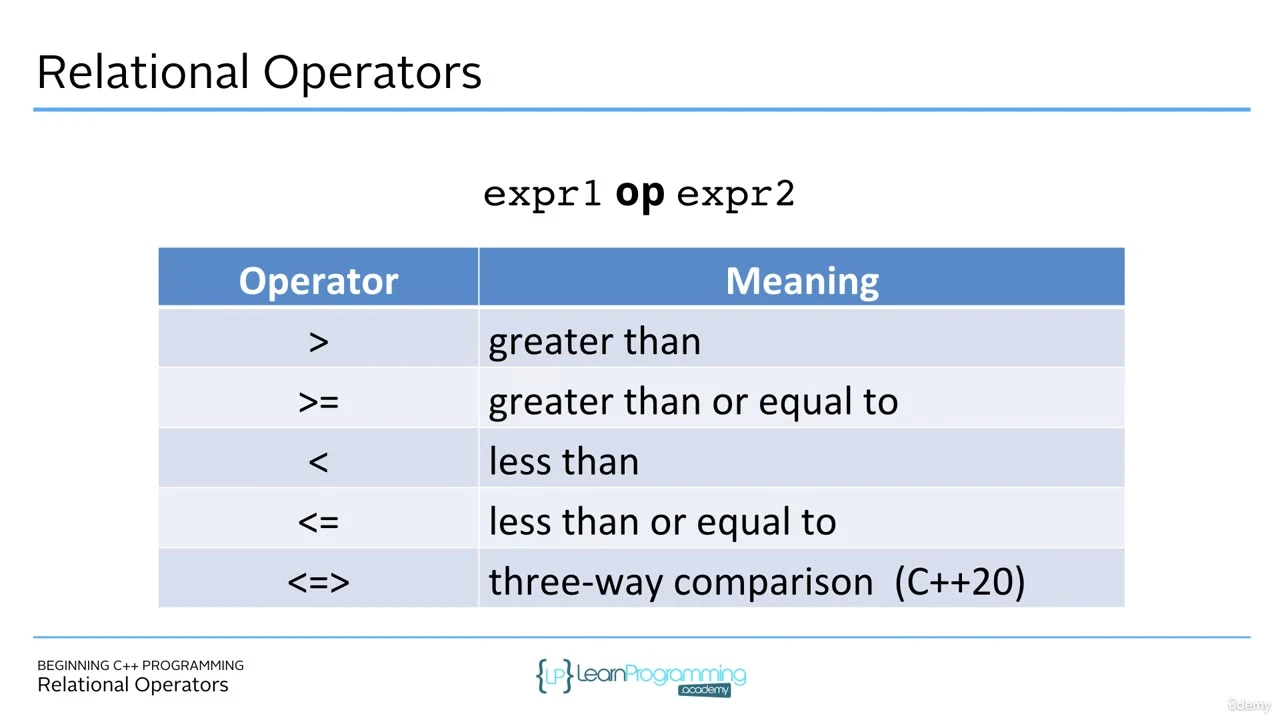 Relational Operators
expr1 op expr2
Operator Meaning
> greater than
>= greater than or equal to
< less than
<= less than or equal to
<=> three-way comparison (C++20)
BEGINNING C++ PROGRAMMING
Relational Operators
{LP} LearnProgramming
.academy
ûdemy